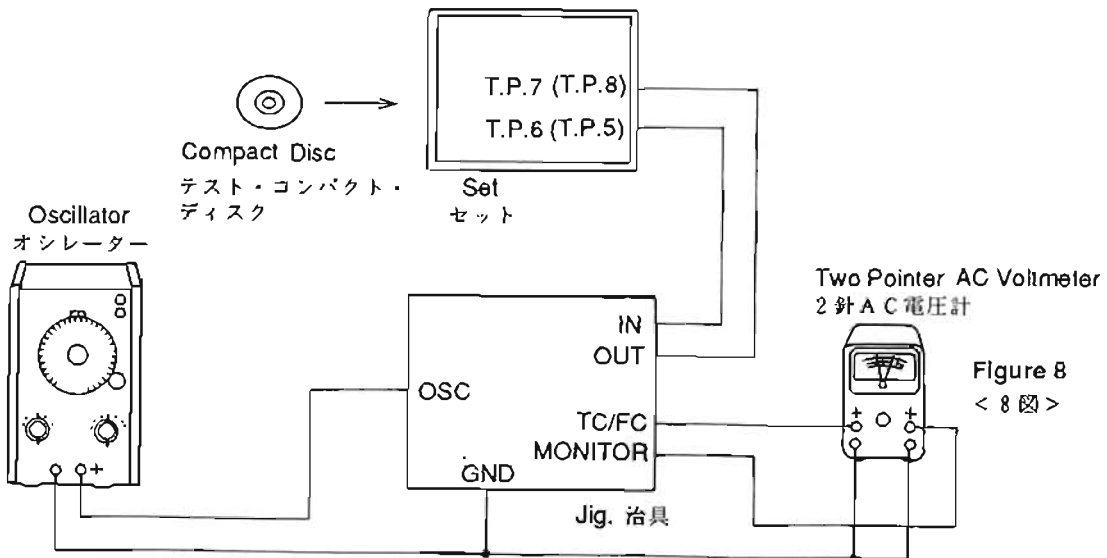 T.P.7 (T.P.8)
T.P.6 (T.P.5)
Compact Disc
テスト・コンパクト・
ディスク
Set
セット
Oscillator
オシレーター
Two Pointer AC Voltmeter
2針AC電圧計
IN
OUT
OSC
TC/FC
MONITOR
GND
Jig. 治具
Figure 8
<8図>
+
+
+